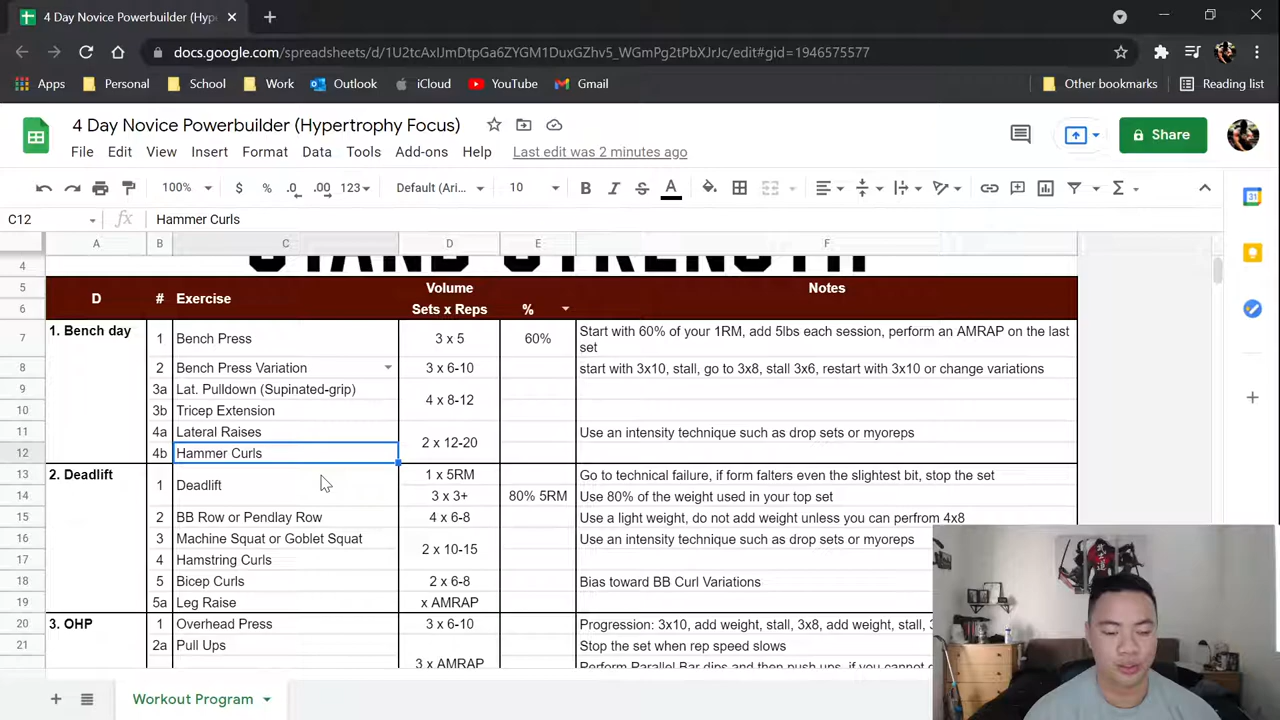 4 Day Novice Powerbuilder (Hype
docs.google.com/spreadsheets/d/1U2tcAxIJmDtpGa6ZYGM1DuxGZhv5_WGmPg2tPbXJrJc/edit#gid=1946575577
Apps Personal School Work Outlook iCloud YouTube Gmail Other bookmarks Reading list
4 Day Novice Powerbuilder (Hypertrophy Focus)
Share
File Edit View Insert Format Data Tools Add-ons Help Last edit was 2 minutes ago
100% $ % .0 .00 123 Default (Ari... 10 B I S A
C12 fx Hammer Curls
A B C D E F
4 STAND STRENGTH
5 D # Exercise Volume Notes
6 Sets x Reps %
7 1. Bench day 1 Bench Press 3 x 5 60% Start with 60% of your 1RM, add 5lbs each session, perform an AMRAP on the last
set
8 2 Bench Press Variation 3 x 6-10 start with 3x10, stall, go to 3x8, stall 3x6, restart with 3x10 or change variations
9 3a Lat. Pulldown (Supinated-grip) 4 x 8-12
10 3b Tricep Extension
11 4a Lateral Raises 2 x 12-20 Use an intensity technique such as drop sets or myoreps
12 4b Hammer Curls
13 2. Deadlift 1 Deadlift 1 x 5RM Go to technical failure, if form falters even the slightest bit, stop the set
14 3 x 3+ 80% 5RM Use 80% of the weight used in your top set
15 2 BB Row or Pendlay Row 4 x 6-8 Use a light weight, do not add weight unless you can perfrom 4x8
16 3 Machine Squat or Goblet Squat 2 x 10-15 Use an intensity technique such as drop sets or myoreps
17 4 Hamstring Curls
18 5 Bicep Curls 2 x 6-8 Bias toward BB Curl Variations
19 5a Leg Raise x AMRAP
20 3. OHP 1 Overhead Press 3 x 6-10 Progression: 3x10, add weight, stall, 3x8, add weight, stall, 3
21 2a Pull Ups 3 x AMRAP Stop the set when rep speed slows
Perform Parallel Bar dips and then push ups, if you cannot
Workout Program
31